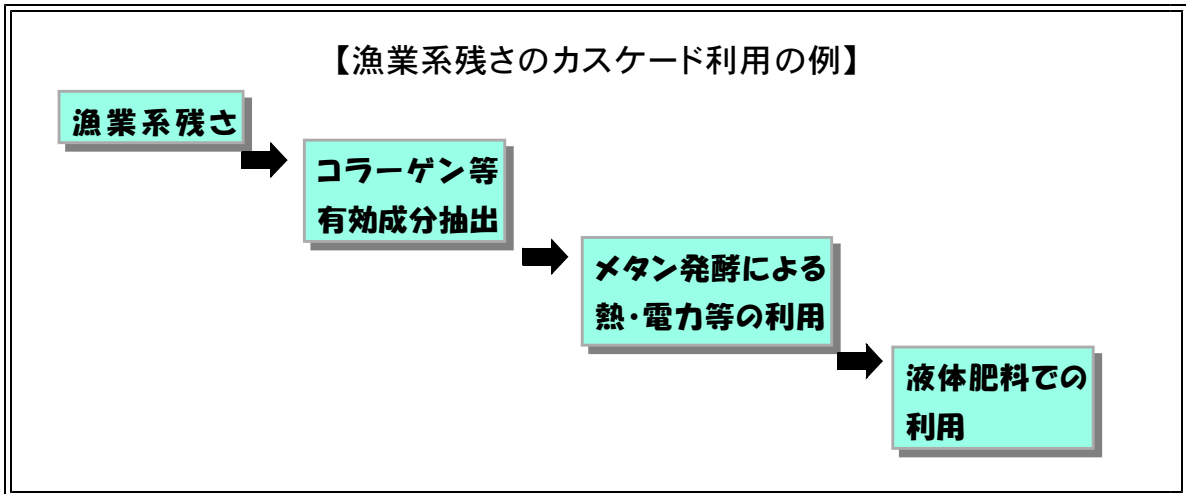 【漁業系残さのカスケード利用の例】
漁業系残さ
コラーゲン等
有効成分抽出
メタン発酵による
熱・電力等の利用
液体肥料での
利用